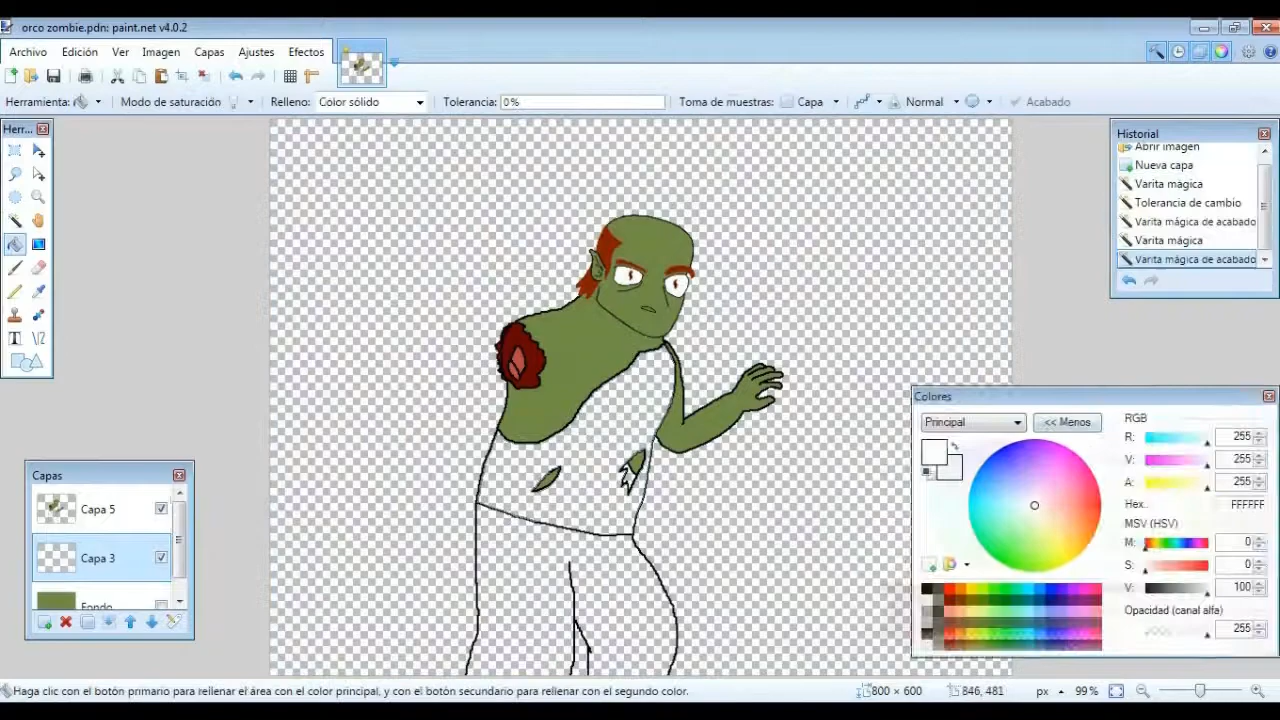 orco zombie.pdn: paint.net v4.0.2
Archivo Edición Ver Imagen Capas Ajustes Efectos
Herramienta: Modo de saturación Relleno: Color sólido Tolerancia: 0% Toma de muestras: Capa Normal Acabado
Herr...
Historial
Abrir imagen
Nueva capa
Varita mágica
Tolerancia de cambio
Varita mágica de acabado
Varita mágica
Varita mágica de acabado
Colores
Principal << Menos RGB
R: 255
V: 255
A: 255
Hex.. FFFFFF
MSV (HSV)
M: 0
S: 0
V: 100
Opacidad (canal alfa)
255
Capas
Capa 5
Capa 3
Fondo
Haga clic con el botón primario para rellenar el área con el color principal, y con el botón secundario para rellenar con el segundo color. 800 × 600 846, 481 px 99%